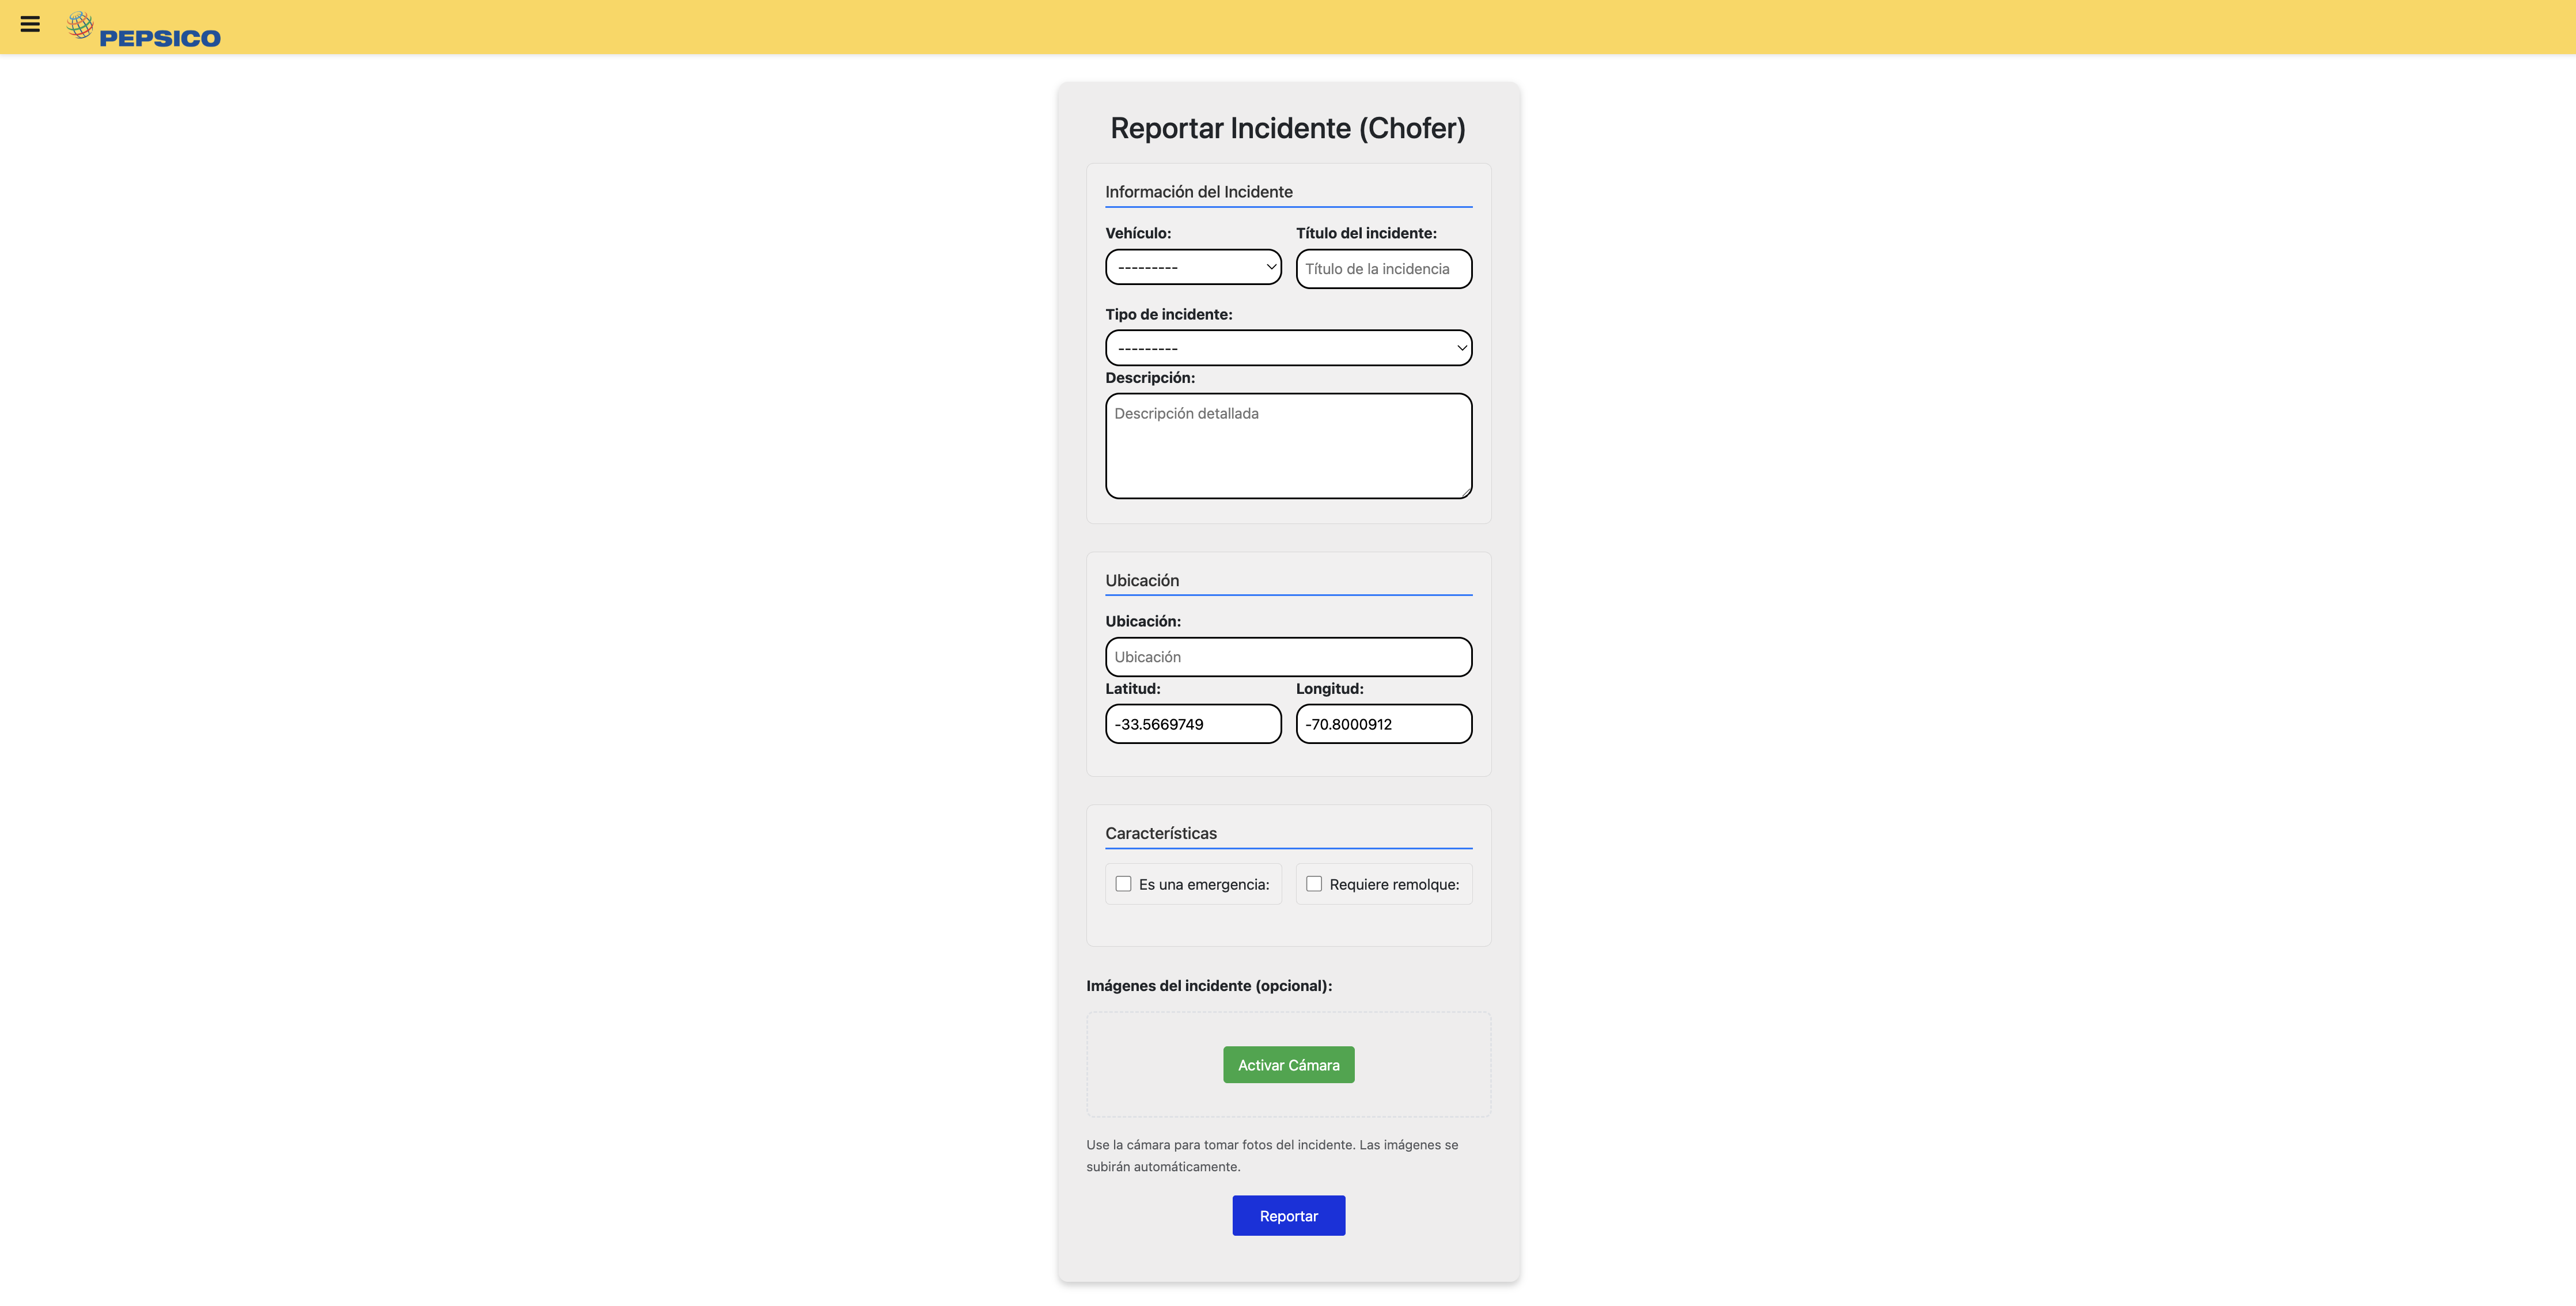 PEPSICO
Reportar Incidente (Chofer)
Información del Incidente
Vehículo: Título del incidente:
--------- Título de la incidencia
Tipo de incidente:
---------
Descripción:
Descripción detallada
Ubicación
Ubicación:
Ubicación
Latitud: Longitud:
-33.5669749 -70.8000912
Características
Es una emergencia: Requiere remolque:
Imágenes del incidente (opcional):
Activar Cámara
Use la cámara para tomar fotos del incidente. Las imágenes se
subirán automáticamente.
Reportar